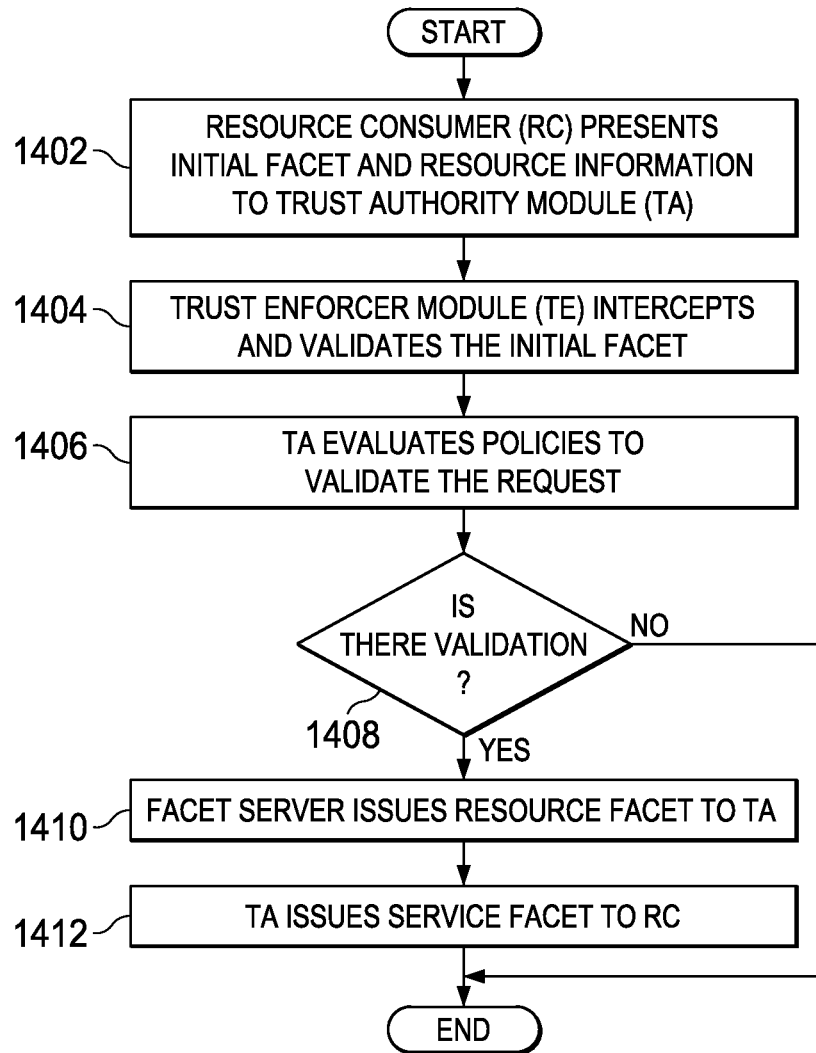 START
1402
RESOURCE CONSUMER (RC) PRESENTS
INITIAL FACET AND RESOURCE INFORMATION
TO TRUST AUTHORITY MODULE (TA)
1404
TRUST ENFORCER MODULE (TE) INTERCEPTS
AND VALIDATES THE INITIAL FACET
1406
TA EVALUATES POLICIES TO
VALIDATE THE REQUEST
IS
THERE VALIDATION
?
NO
1408
YES
1410
FACET SERVER ISSUES RESOURCE FACET TO TA
1412
TA ISSUES SERVICE FACET TO RC
END